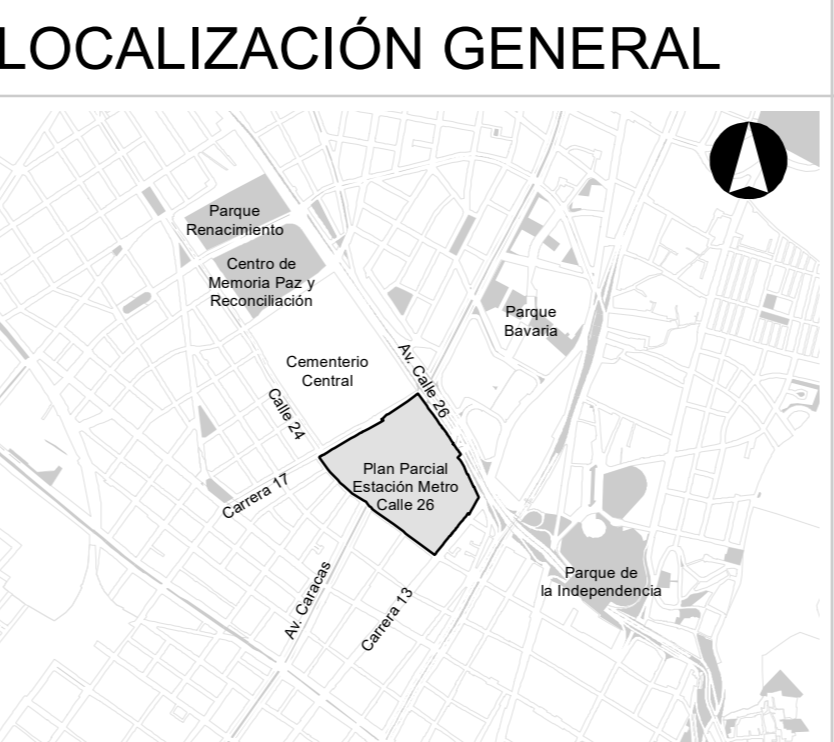 LOCALIZACIÓN GENERAL
Parque
Renacimiento
Centro de
Memoria Paz y
Reconciliación
Parque
Bavaria
Cementerio
Central
Av. Calle 26
Calle 24
Plan Parcial
Estación Metro
Calle 26
Carrera 17
Av. Caracas
Carrera 13
Parque de
la Independencia